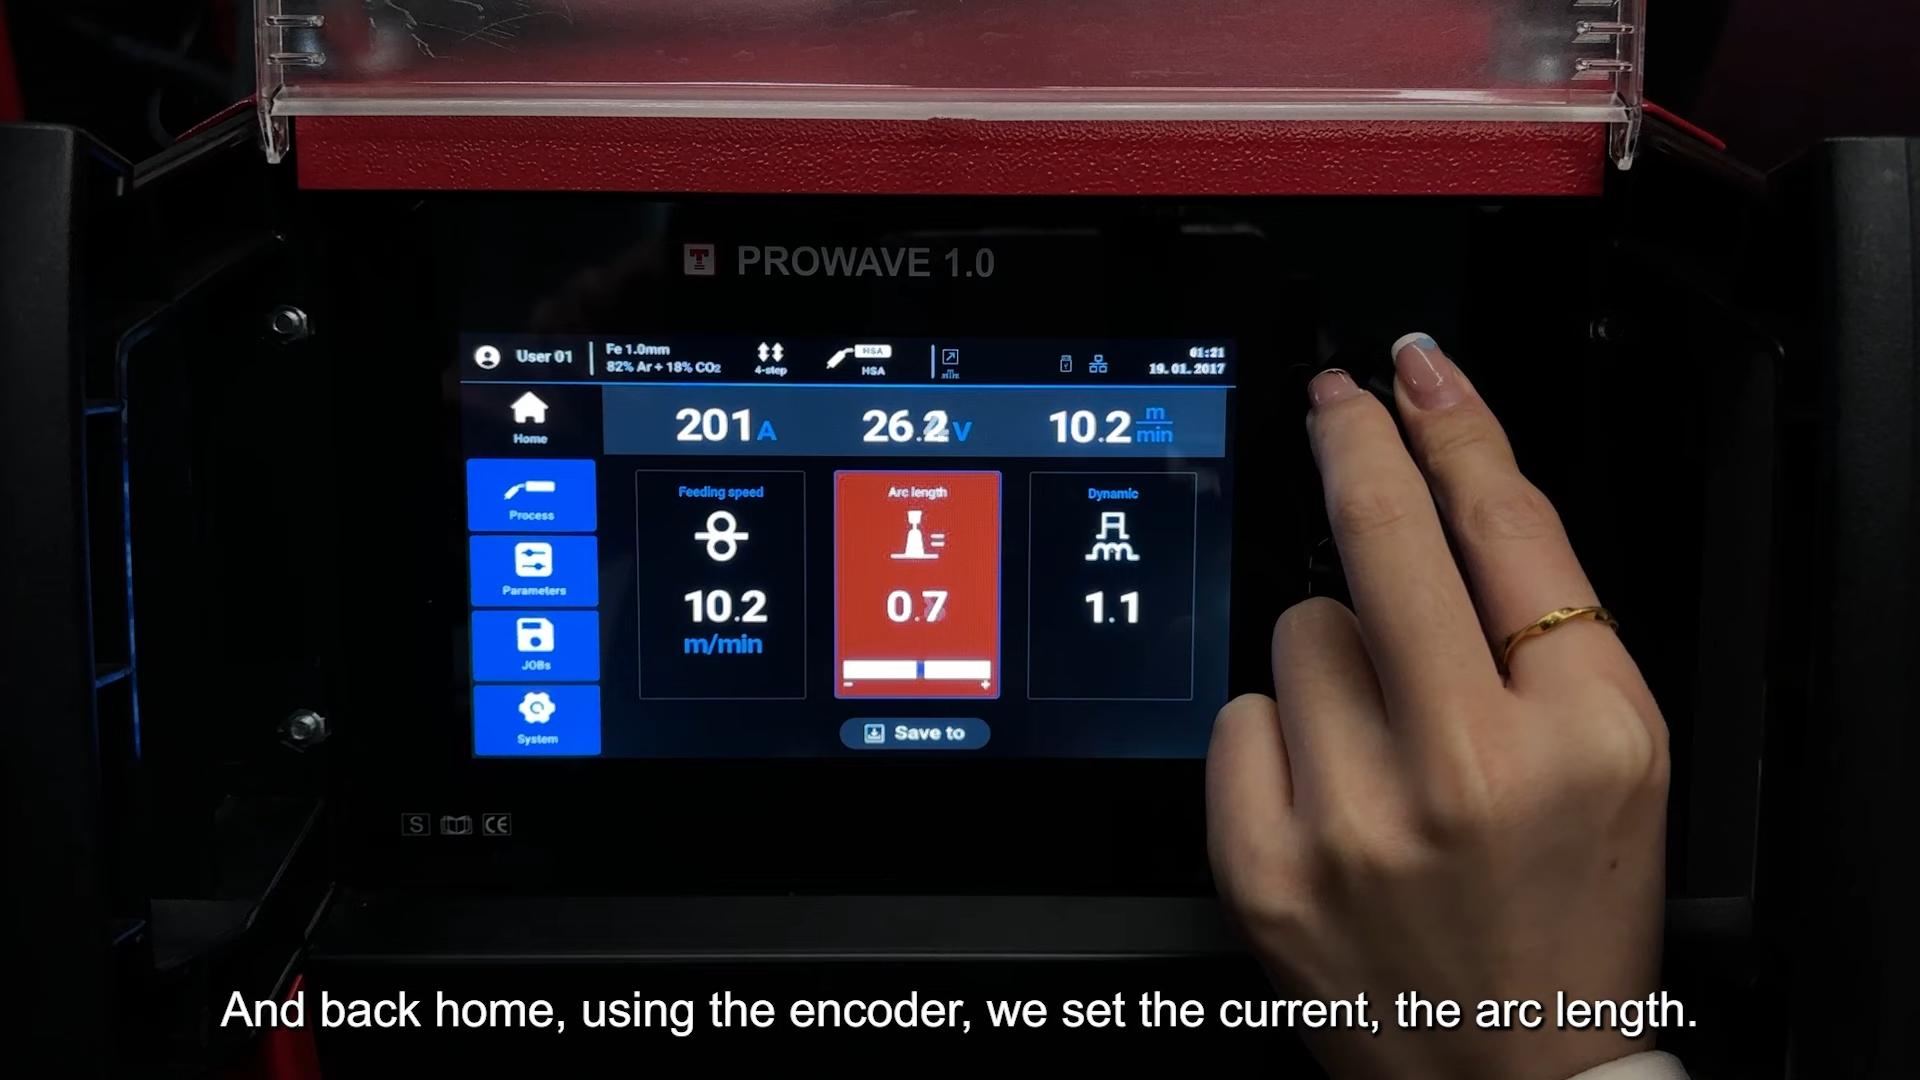 PROWAVE 1.0
User 01
Fe 1.0mm
82% Ar + 18% CO2
4-step
HSA
HSA
01:21
19.01.2017
Home
201 A
V
10.2 m/min
Process
Parameters
JOBs
System
Feeding speed
10.2
m/min
Arc length
0.7
- +
Dynamic
1.1
Save to
S CE
And back home, using the encoder, we set the current, the arc length.